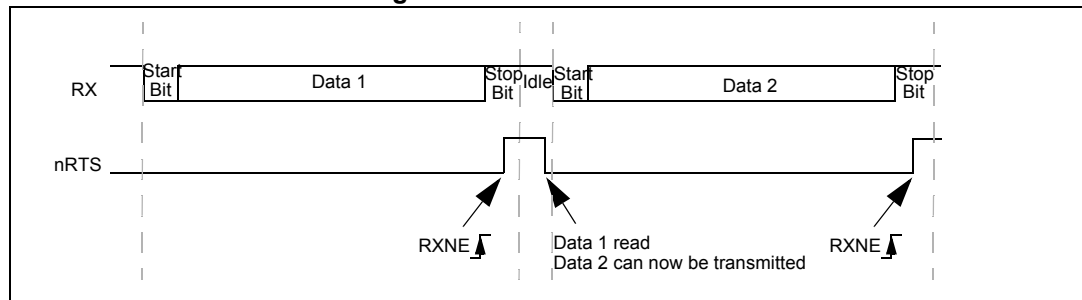 g
RX
Start
Bit
Data 1
Stop
Bit
Idle
Start
Bit
Data 2
Stop
Bit
nRTS
RXNE
Data 1 read
Data 2 can now be transmitted
RXNE